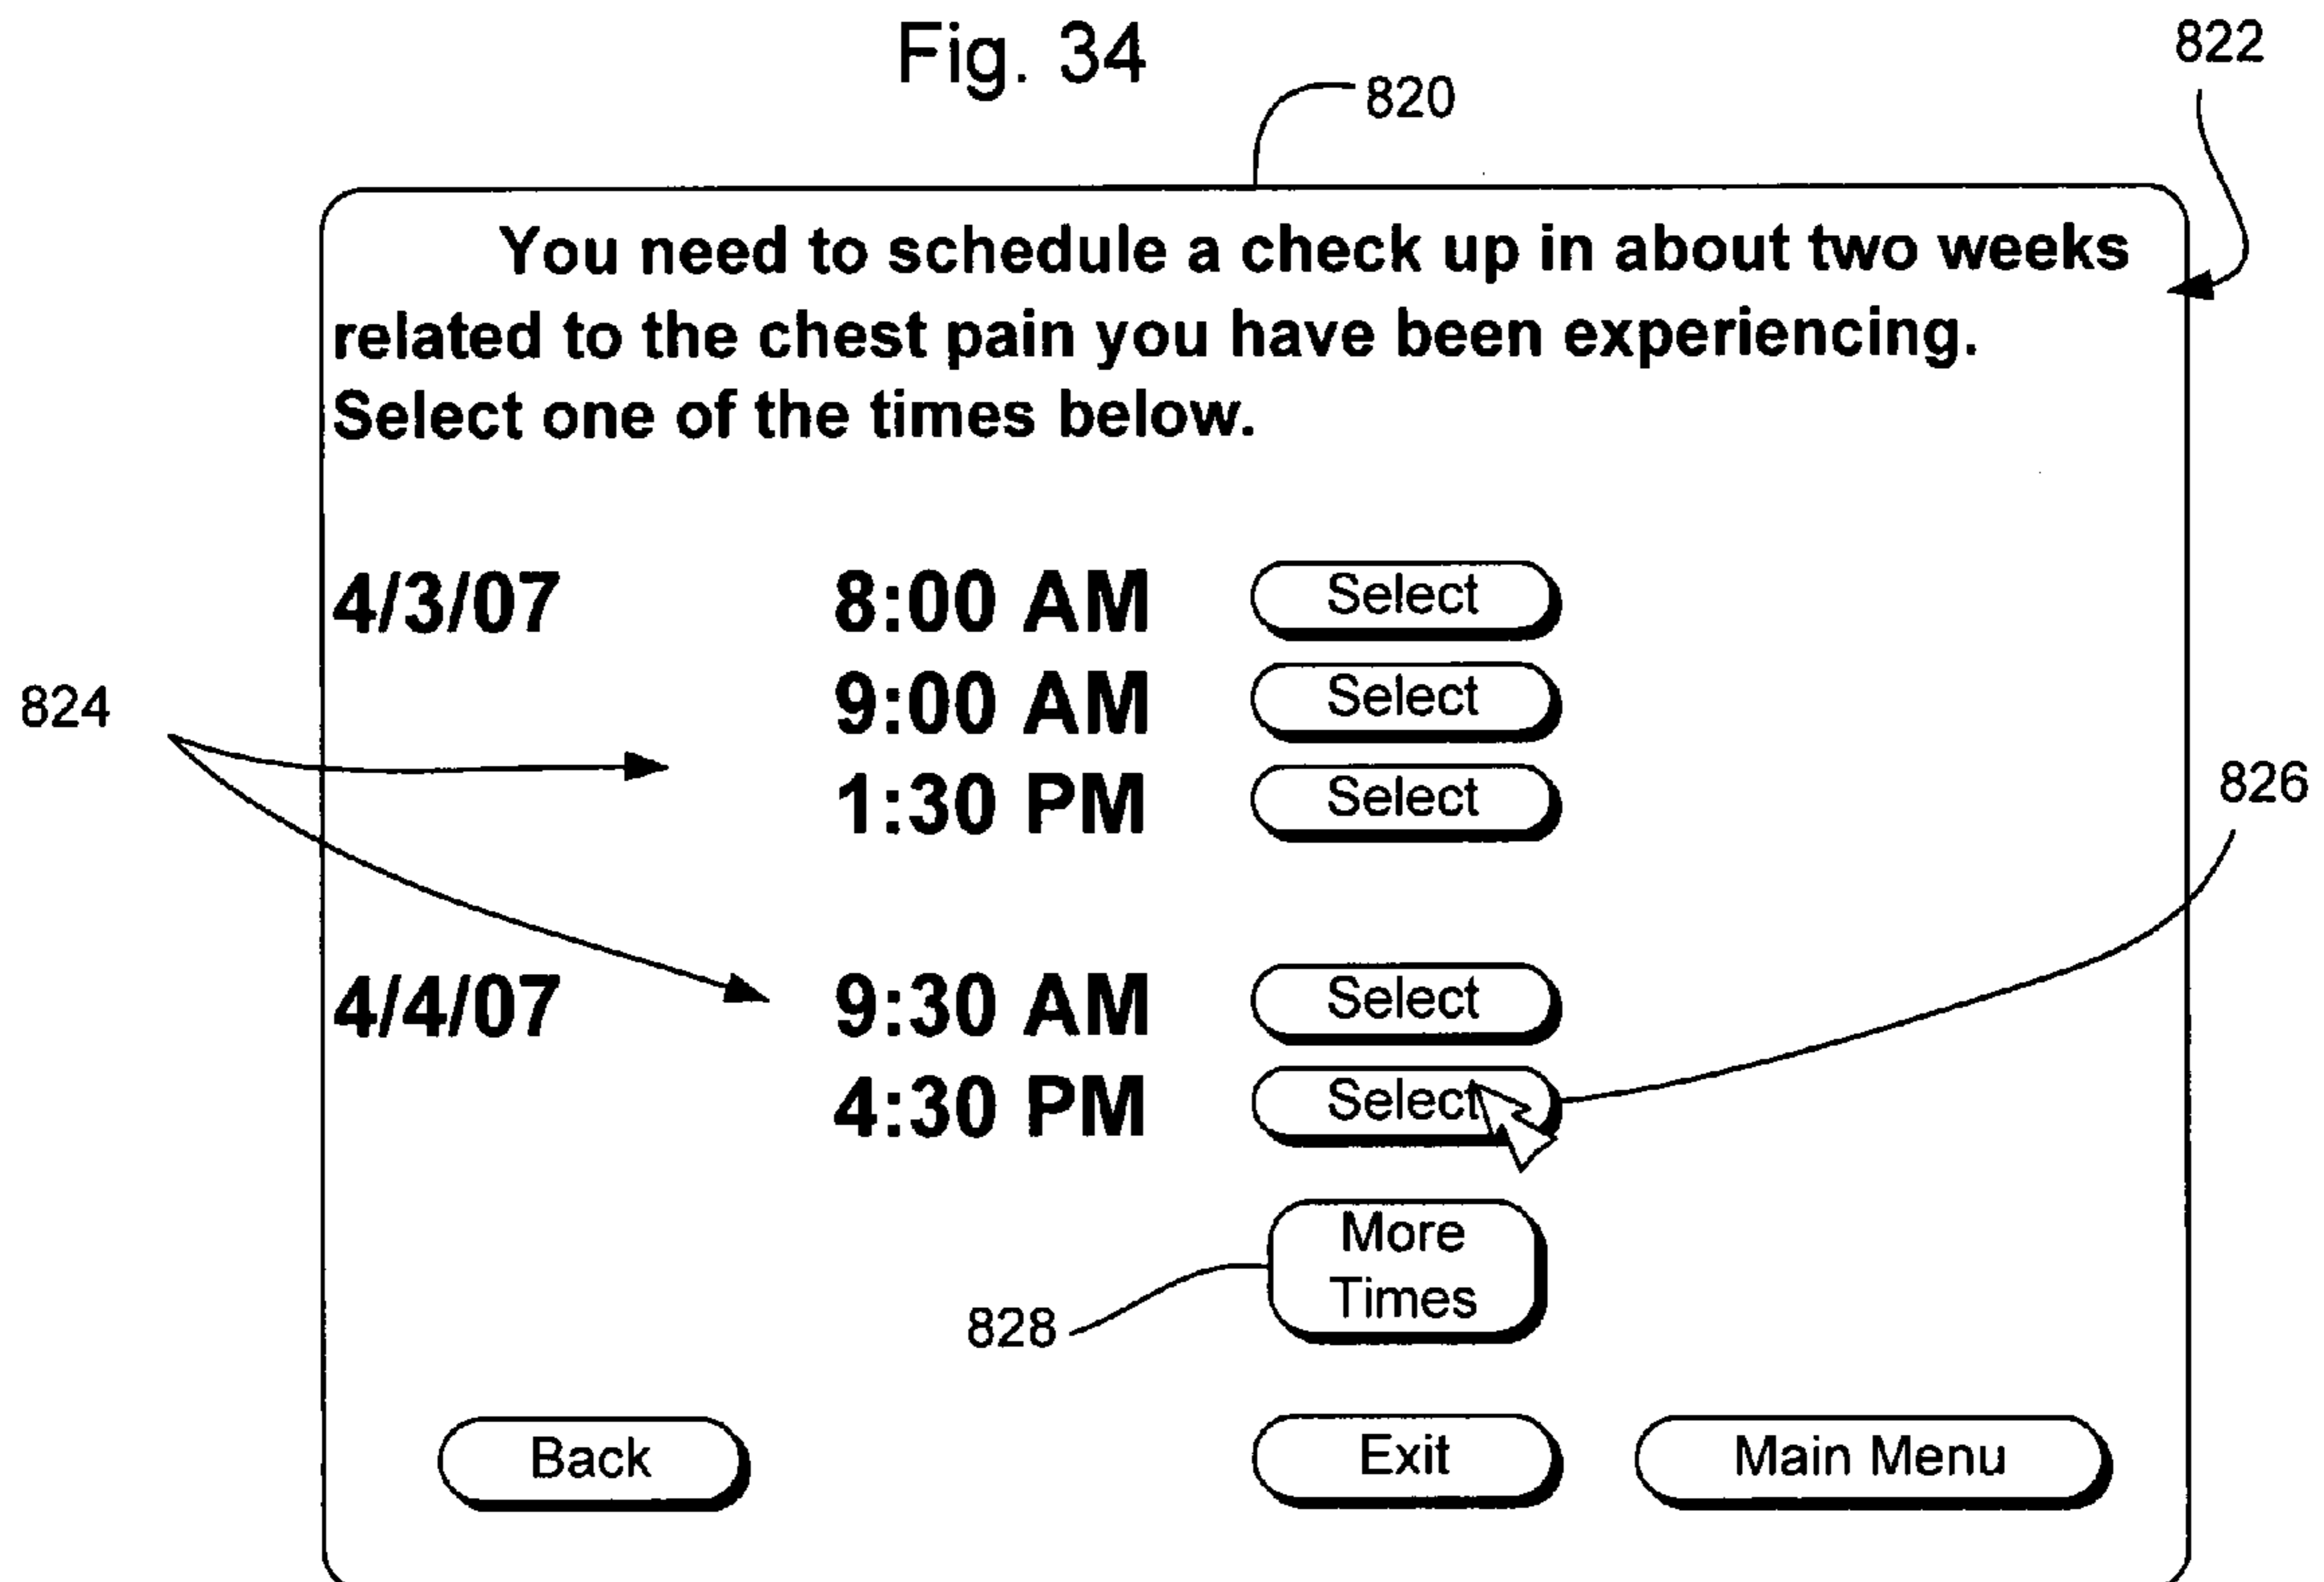 Fig. 34
822
820
You need to schedule a check up in about two weeks
related to the chest pain you have been experiencing.
Select one of the times below.
4/3/07 8:00 AM Select
9:00 AM Select
824
1:30 PM Select
826
4/4/07 9:30 AM Select
4:30 PM Select
More
Times
828
Back Exit Main Menu